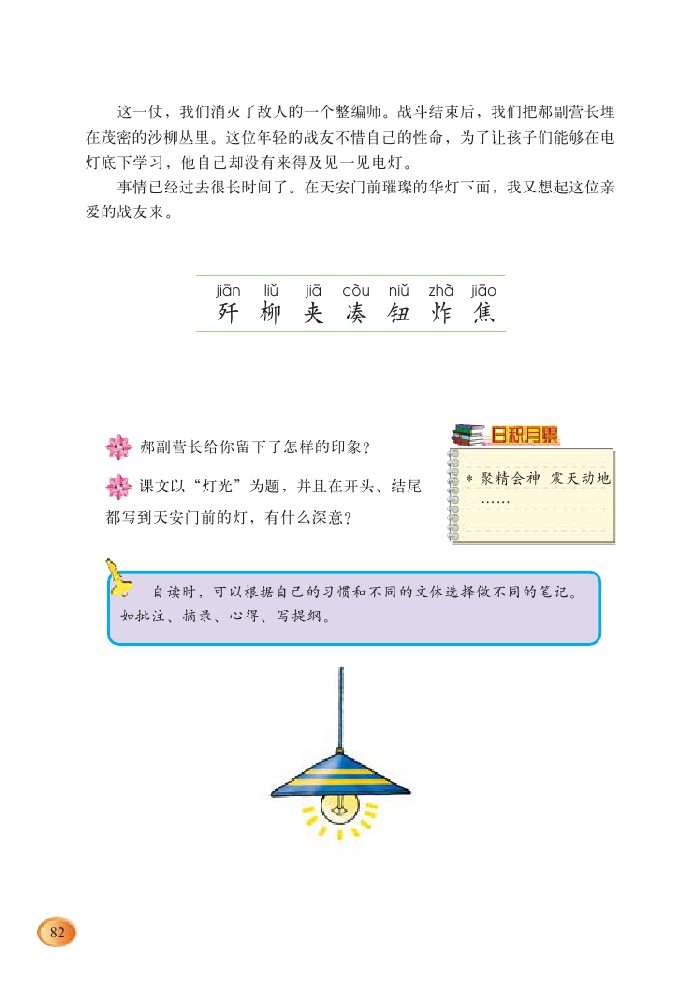 这一仗，我们消灭了敌人的一个整编师。战斗结束后，我们把郝副营长埋
在茂密的沙柳丛里。这位年轻的战友不惜自己的性命，为了让孩子们能够在电
灯底下学习，他自己却没有来得及见一见电灯。
事情已经过去很长时间了。在天安门前璀璨的华灯下面，我又想起这位亲
爱的战友来。
jiān liǔ jiā còu niǔ zhà jiāo
歼 柳 夹 凑 钮 炸 焦
郝副营长给你留下了怎样的印象？
课文以“灯光”为题，并且在开头、结尾
都写到天安门前的灯，有什么深意？
日积月累
* 聚精会神 震天动地
……
自读时，可以根据自己的习惯和不同的文体选择做不同的笔记。
如批注、摘录、心得、写提纲。
82